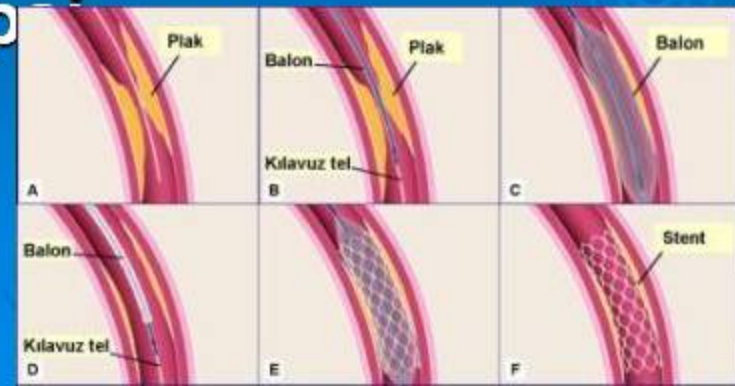 Plak
A
Balon
Plak
Kılavuz tel
B
Balon
C
Balon
Kılavuz tel
D
E
Stent
F